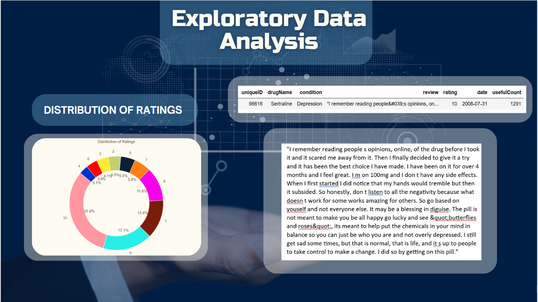 Exploratory Data
Analysis
DISTRIBUTION OF RATINGS
Distribution of Ratings
uniqueID drugName condition review rating date usefulCount
96616 Sertraline Depression "I remember reading people&#039;s opinions, on... 10 2008-07-31 1291
"I remember reading people s opinions, online, of the drug before I took
it and it scared me away from it. Then I finally decided to give it a try
and it has been the best choice I have made. I have been on it for over 4
months and I feel great. I m on 100mg and I don t have any side effects.
When I first started I did notice that my hands would tremble but then
it subsided. So honestly, don t listen to all the negativity because what
doesn t work for some works amazing for others. So go based on
youself and not everyone else. It may be a blessing in diguise. The pill is
not meant to make you be all happy go lucky and see &quot;butterflies
and roses&quot;, its meant to help put the chemicals in your mind in
balance so you can just be who you are and not overly depressed. I still
get sad some times, but that is normal, that is life, and it s up to people
to take control to make a change. I did so by getting on this pill."